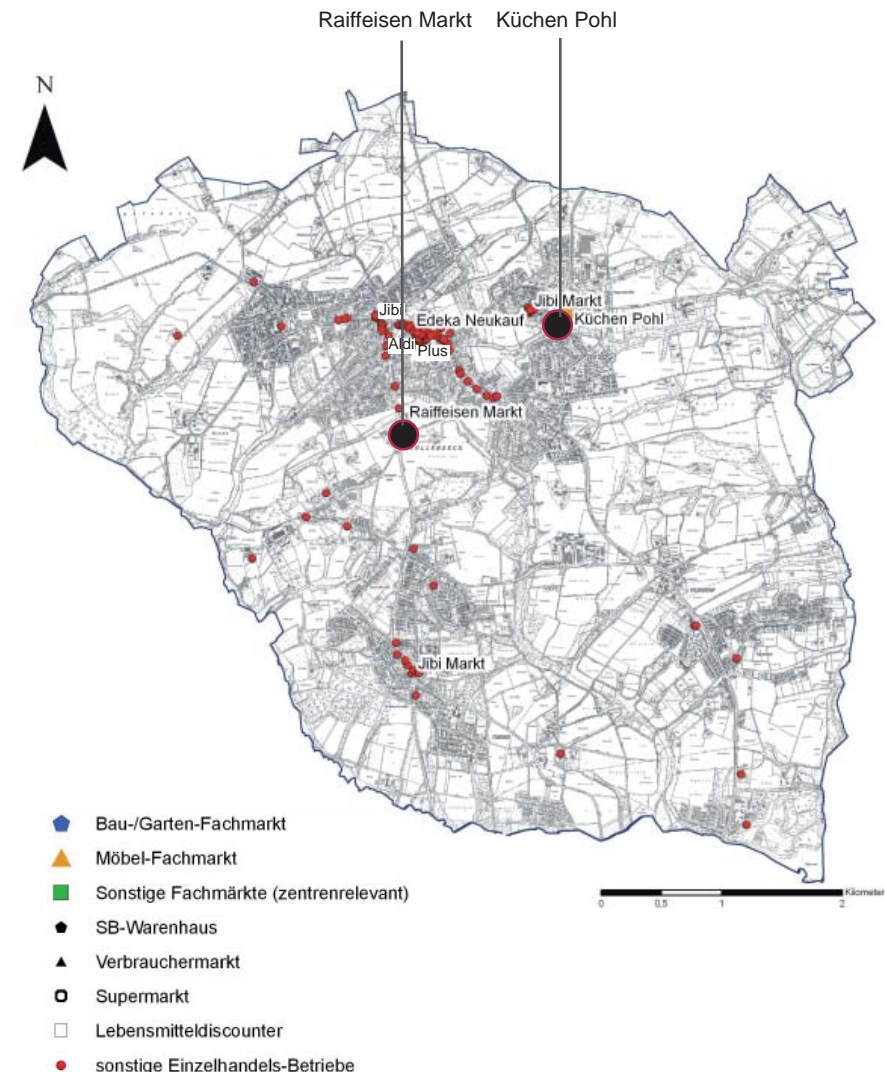 Raiffeisen Markt Küchen Pohl
N
Jibi Markt
Jibi
Edeka Neukauf
Küchen Pohl
Aldi
Plus
Raiffeisen Markt
Jibi Markt
Bau-/Garten-Fachmarkt
Möbel-Fachmarkt
Sonstige Fachmärkte (zentrenrelevant)
SB-Warenhaus
Verbrauchermarkt
Supermarkt
Lebensmitteldiscounter
sonstige Einzelhandels-Betriebe
Kilometer
0 0,5 1 2